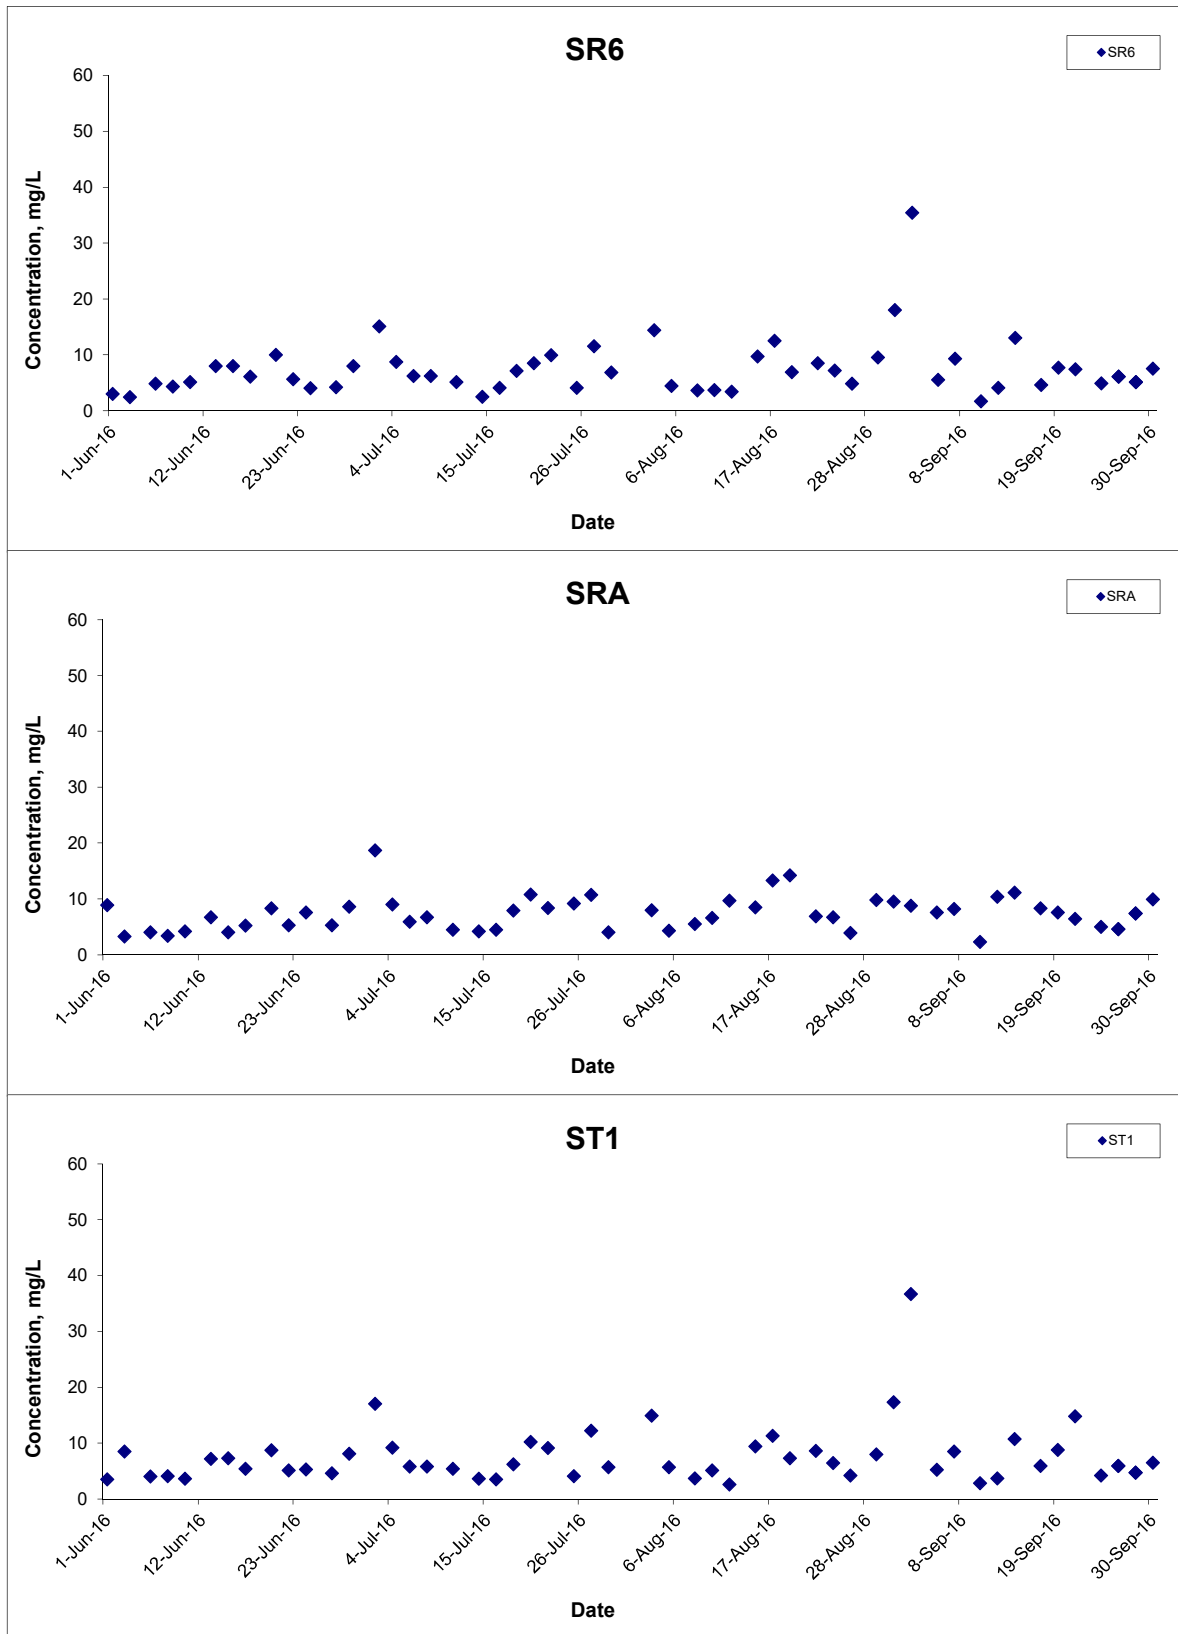 SR6
SR6
60
50
40
30
20
10
0
Concentration, mg/L
1-Jun-16
12-Jun-16
23-Jun-16
4-Jul-16
15-Jul-16
26-Jul-16
6-Aug-16
17-Aug-16
28-Aug-16
8-Sep-16
19-Sep-16
30-Sep-16
Date
SRA
SRA
60
50
40
30
20
10
0
Concentration, mg/L
1-Jun-16
12-Jun-16
23-Jun-16
4-Jul-16
15-Jul-16
26-Jul-16
6-Aug-16
17-Aug-16
28-Aug-16
8-Sep-16
19-Sep-16
30-Sep-16
Date
ST1
ST1
60
50
40
30
20
10
0
Concentration, mg/L
1-Jun-16
12-Jun-16
23-Jun-16
4-Jul-16
15-Jul-16
26-Jul-16
6-Aug-16
17-Aug-16
28-Aug-16
8-Sep-16
19-Sep-16
30-Sep-16
Date